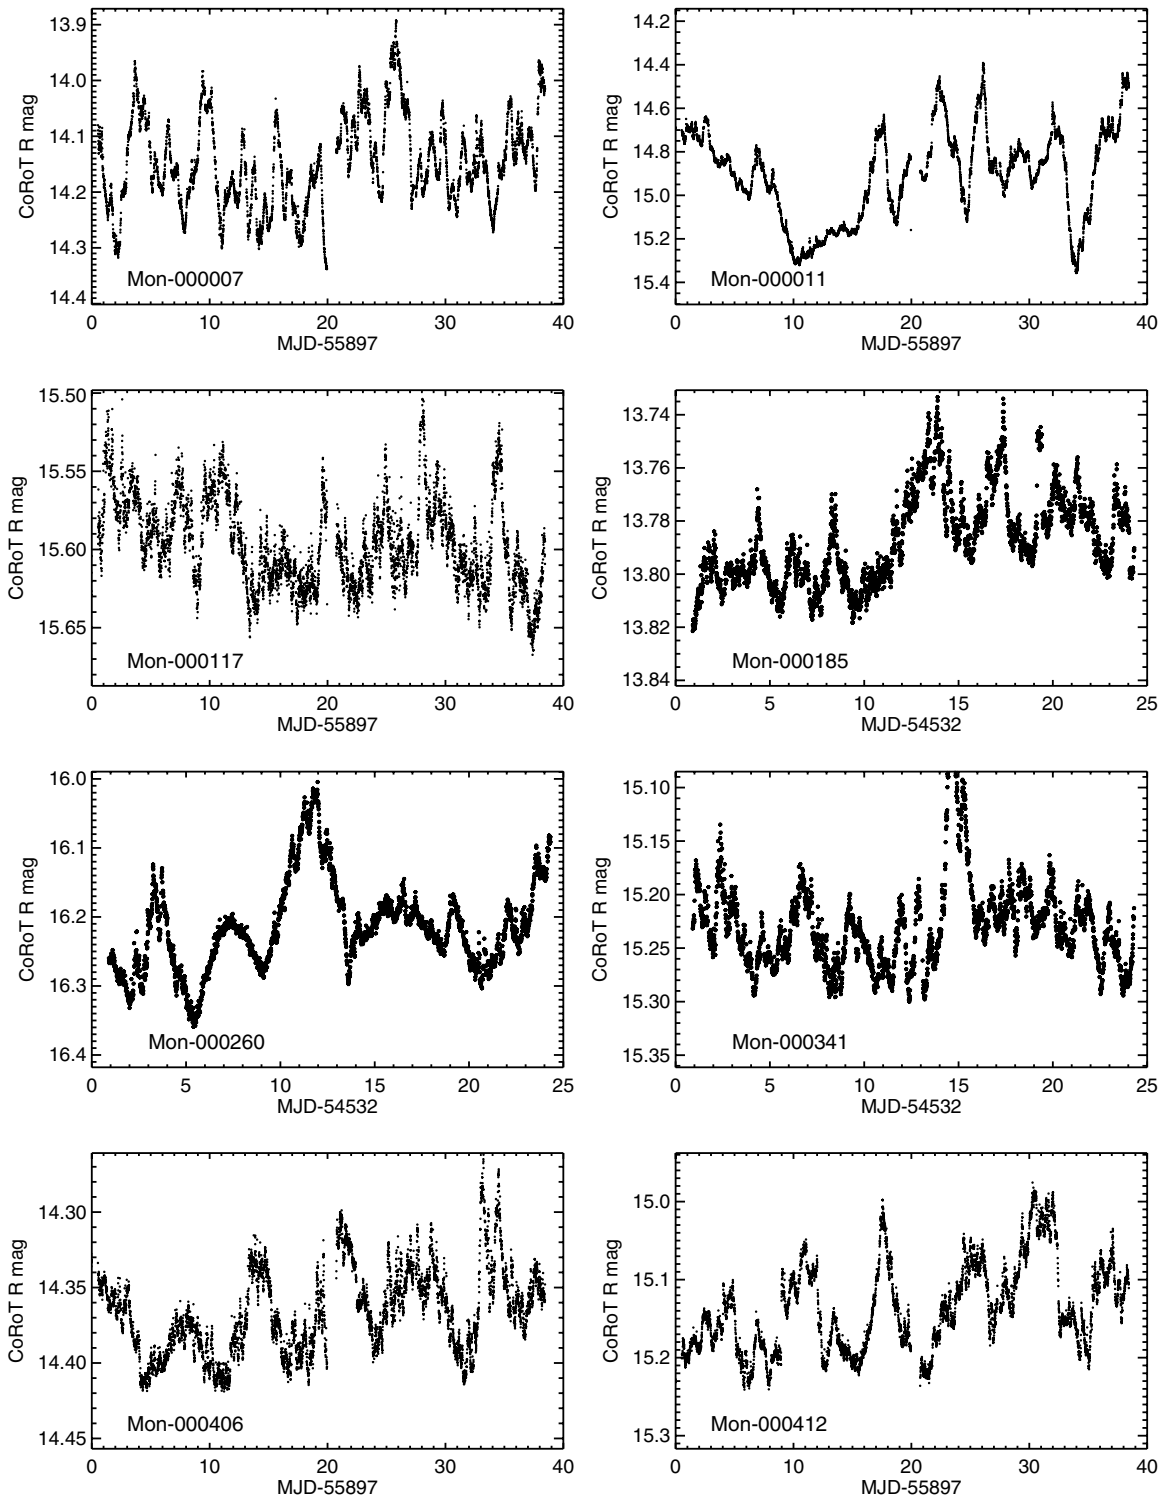 13.9
14.0
14.1
14.2
14.3
14.4
CoRoT R mag
Mon-000007
0 10 20 30 40
MJD-55897
14.2
14.4
14.6
14.8
15.0
15.2
15.4
CoRoT R mag
Mon-000011
0 10 20 30 40
MJD-55897
15.50
15.55
15.60
15.65
CoRoT R mag
Mon-000117
0 10 20 30 40
MJD-55897
13.74
13.76
13.78
13.80
13.82
13.84
CoRoT R mag
Mon-000185
0 5 10 15 20 25
MJD-54532
16.0
16.1
16.2
16.3
16.4
CoRoT R mag
Mon-000260
0 5 10 15 20 25
MJD-54532
15.10
15.15
15.20
15.25
15.30
15.35
CoRoT R mag
Mon-000341
0 5 10 15 20 25
MJD-54532
14.30
14.35
14.40
14.45
CoRoT R mag
Mon-000406
0 10 20 30 40
MJD-55897
15.0
15.1
15.2
15.3
CoRoT R mag
Mon-000412
0 10 20 30 40
MJD-55897